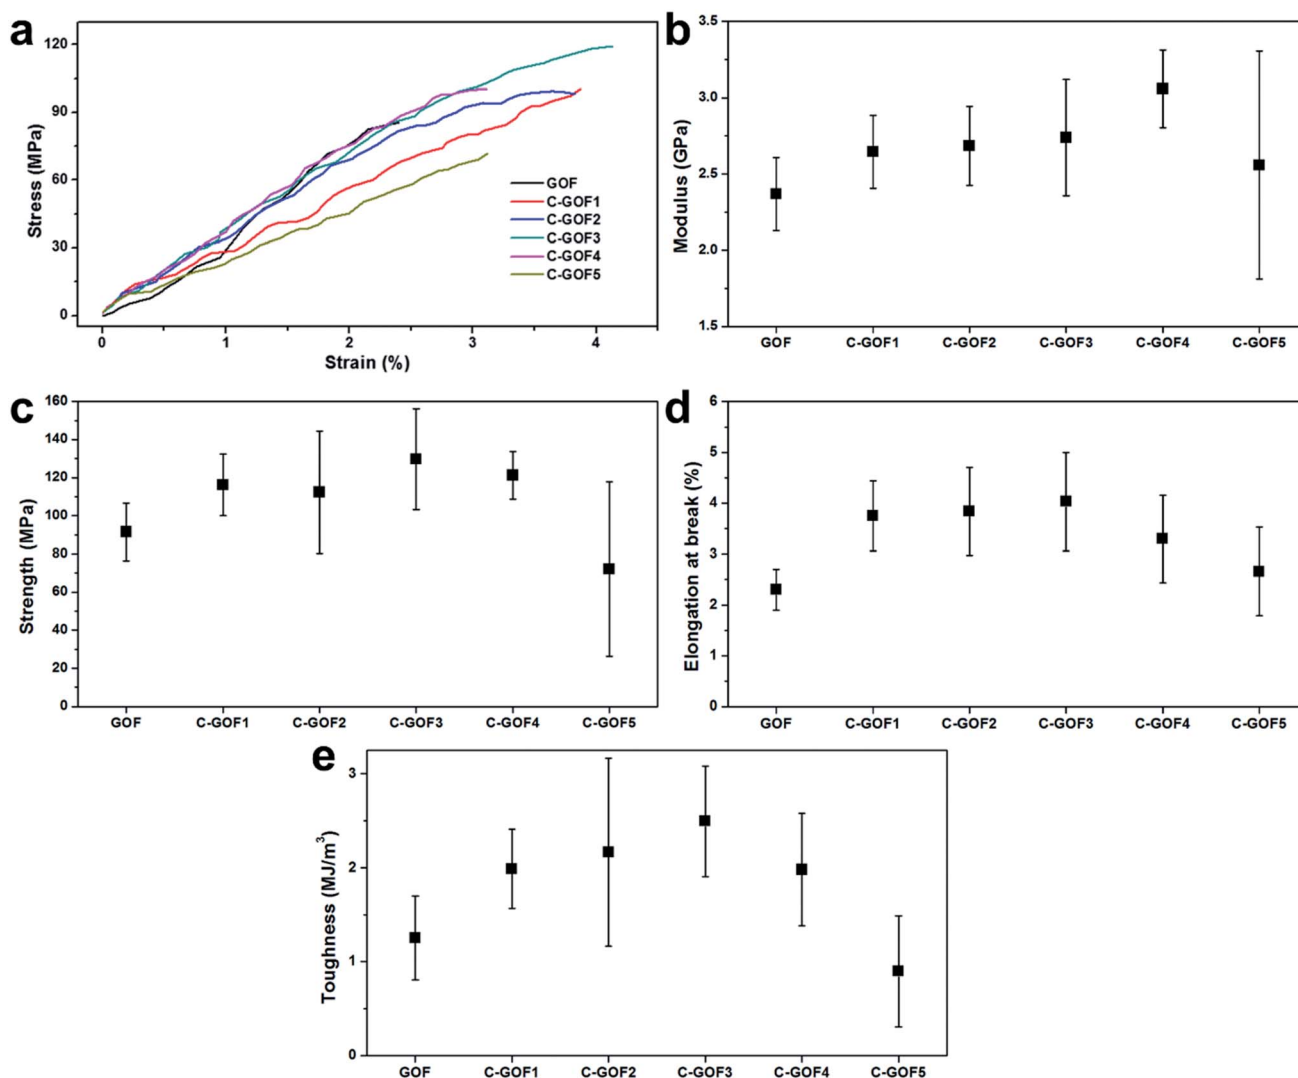 a
Stress (MPa)
120
90
60
30
0
GOF
C-GOF1
C-GOF2
C-GOF3
C-GOF4
C-GOF5
0 1 2 3 4
Strain (%)
b
Modulus (GPa)
3.5
3.0
2.5
2.0
1.5
GOF C-GOF1 C-GOF2 C-GOF3 C-GOF4 C-GOF5
c
Strength (MPa)
160
140
120
100
80
60
40
20
0
GOF C-GOF1 C-GOF2 C-GOF3 C-GOF4 C-GOF5
d
Elongation at break (%)
6
5
4
3
2
1
0
GOF C-GOF1 C-GOF2 C-GOF3 C-GOF4 C-GOF5
e
Toughness (MJ/m³)
3
2
1
0
GOF C-GOF1 C-GOF2 C-GOF3 C-GOF4 C-GOF5